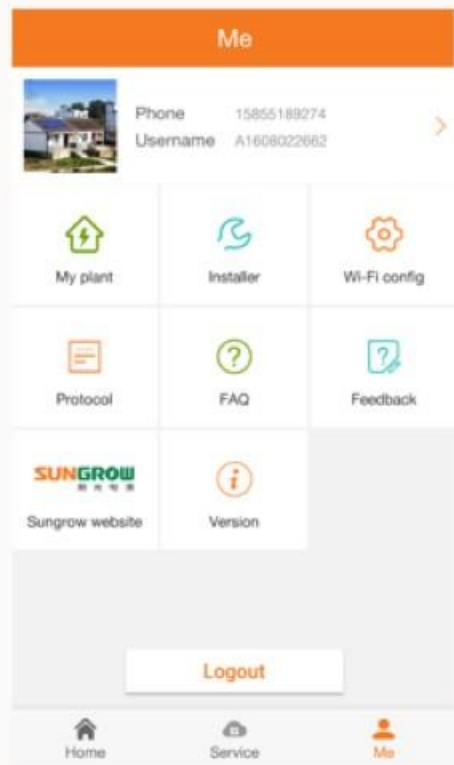 Me
Phone 15855189274
Username A1608022662
My plant Installer Wi-Fi config
Protocol FAQ Feedback
SUNGROW
Sungrow website Version
Logout
Home Service Me